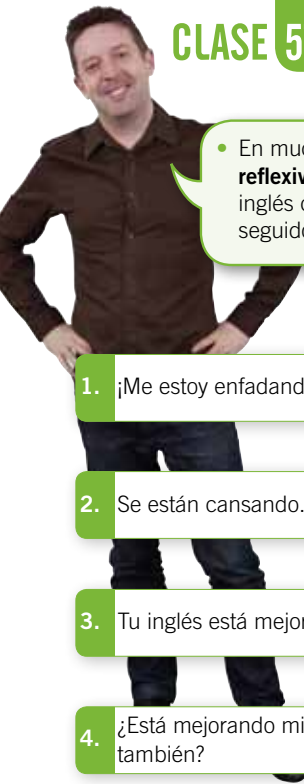 CLASE 5
• En muc
reflexiv
inglés
seguido
1. ¡Me estoy enfadand
2. Se están cansando.
3. Tu inglés está mejor
4. ¿Está mejorando mi
también?